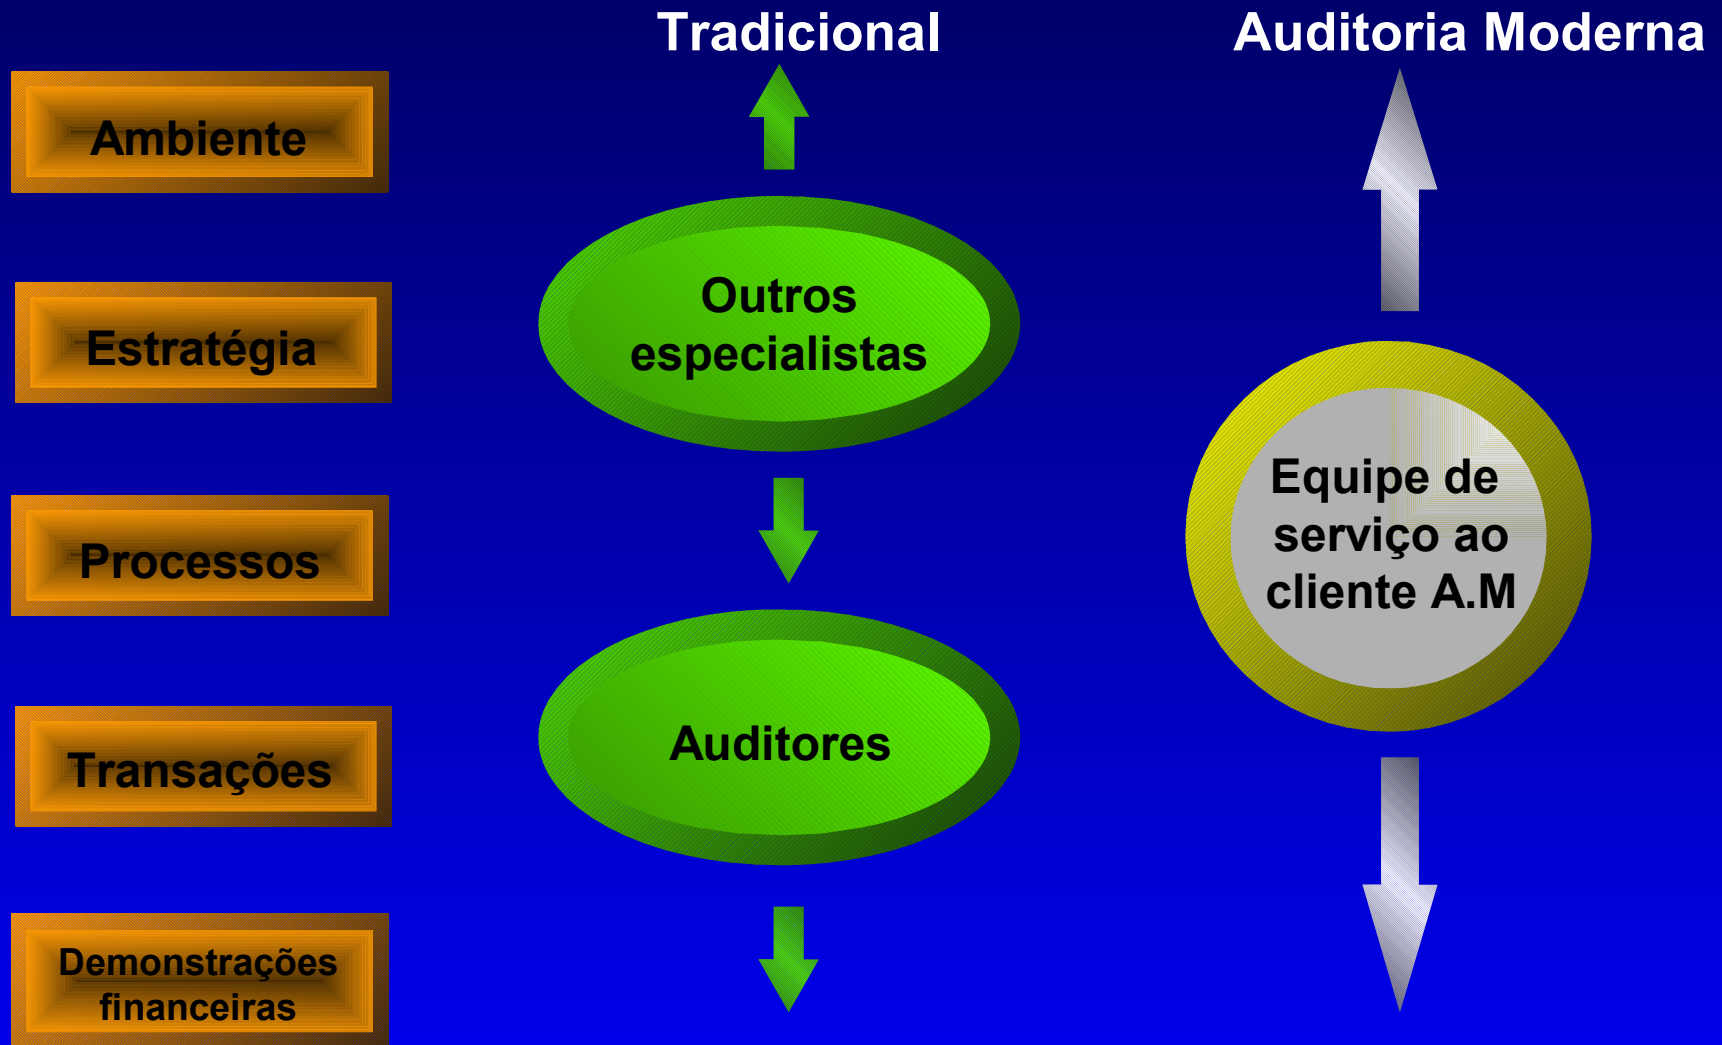 Tradicional
Auditoria Moderna
Ambiente
Estratégia
Processos
Transações
Demonstrações
financeiras
Outros
especialistas
Auditores
Equipe de
serviço ao
cliente A.M